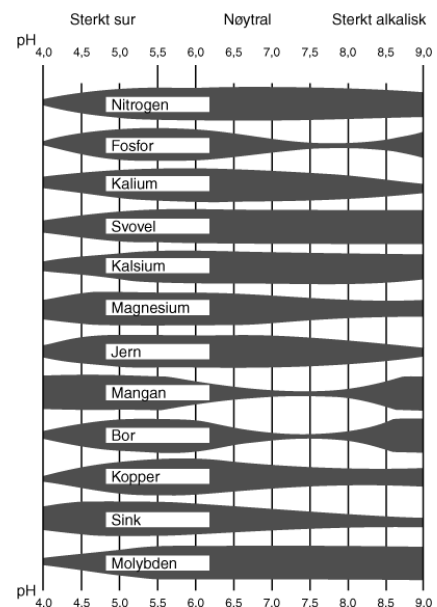 Sterkt sur Nøytral Sterkt alkalisk
pH
4,0 4,5 5,0 5,5 6,0 6,5 7,0 7,5 8,0 8,5 9,0
Nitrogen
Fosfor
Kalium
Svovel
Kalsium
Magnesium
Jern
Mangan
Bor
Kopper
Sink
Molybden
pH
4,0 4,5 5,0 5,5 6,0 6,5 7,0 7,5 8,0 8,5 9,0